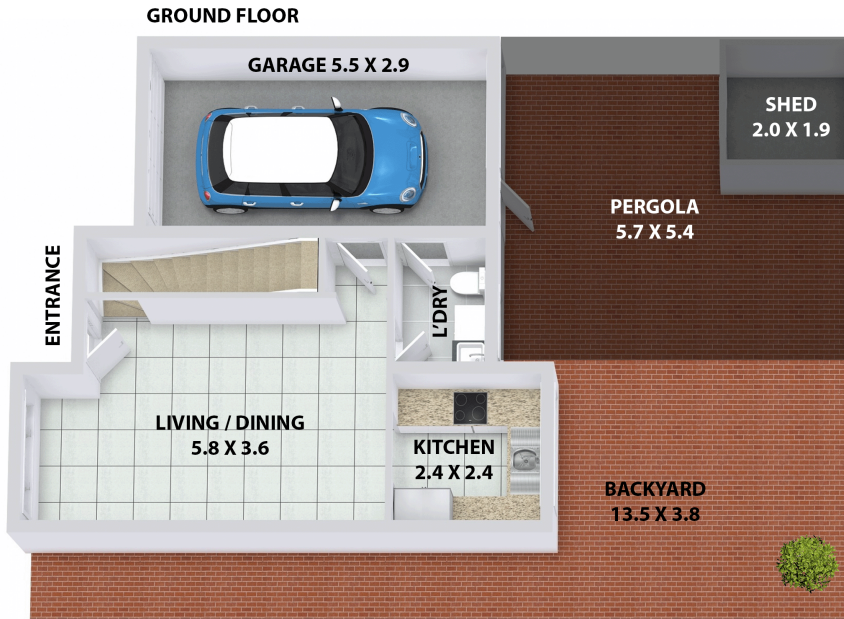 GROUND FLOOR
GARAGE 5.5 X 2.9
SHED
2.0 X 1.9
PERGOLA
5.7 X 5.4
ENTRANCE
L'DRY
LIVING / DINING
5.8 X 3.6
KITCHEN
2.4 X 2.4
BACKYARD
13.5 X 3.8